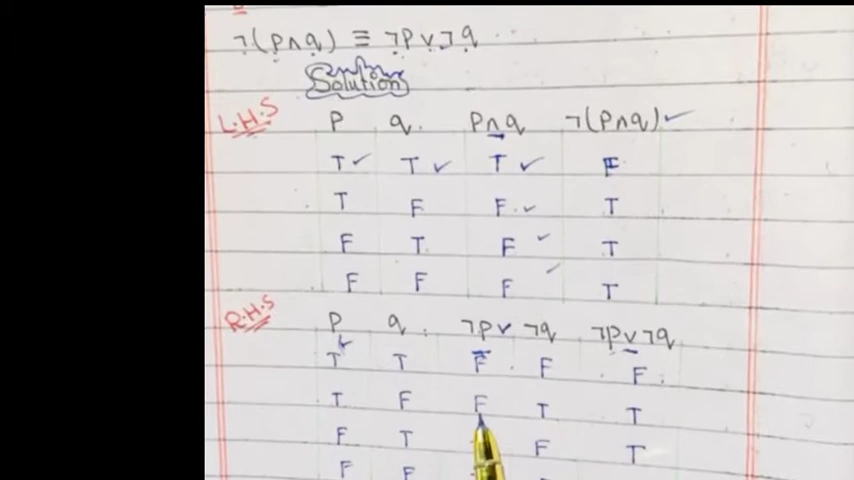 ¬(p∧q) ≡ ¬p∨¬q
Solution
L.H.S P q. p∧q ¬(p∧q) ✓
T ✓ T ✓ T ✓ F
T F F ✓ T
F T F ✓ T
F F F ✓ T
R.H.S P q. ¬p ✓ ¬q ¬p∨¬q
T T F F F
T F F T T
F T F T
F F